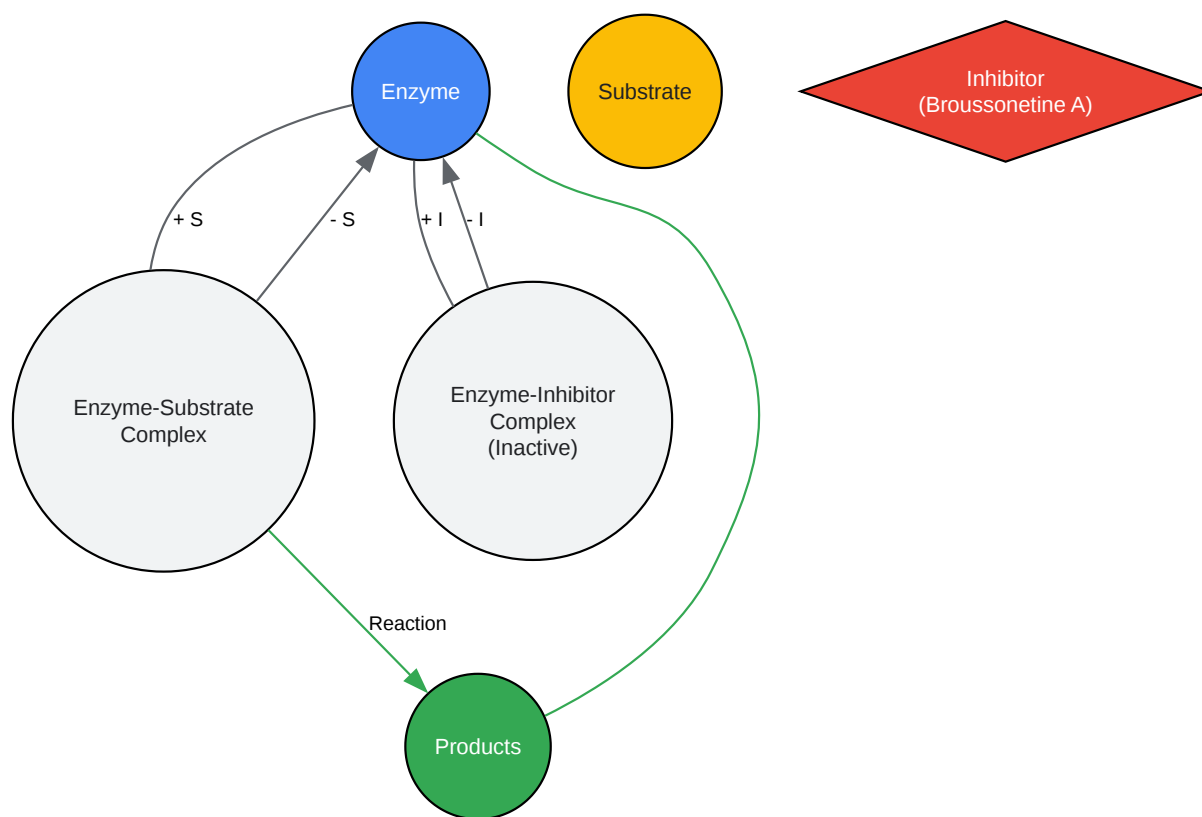 Enzyme
Substrate
Inhibitor
(Broussonetine A)
+ S
- S
+ I
- I
Enzyme-Substrate
Complex
Enzyme-Inhibitor
Complex
(Inactive)
Reaction
Products